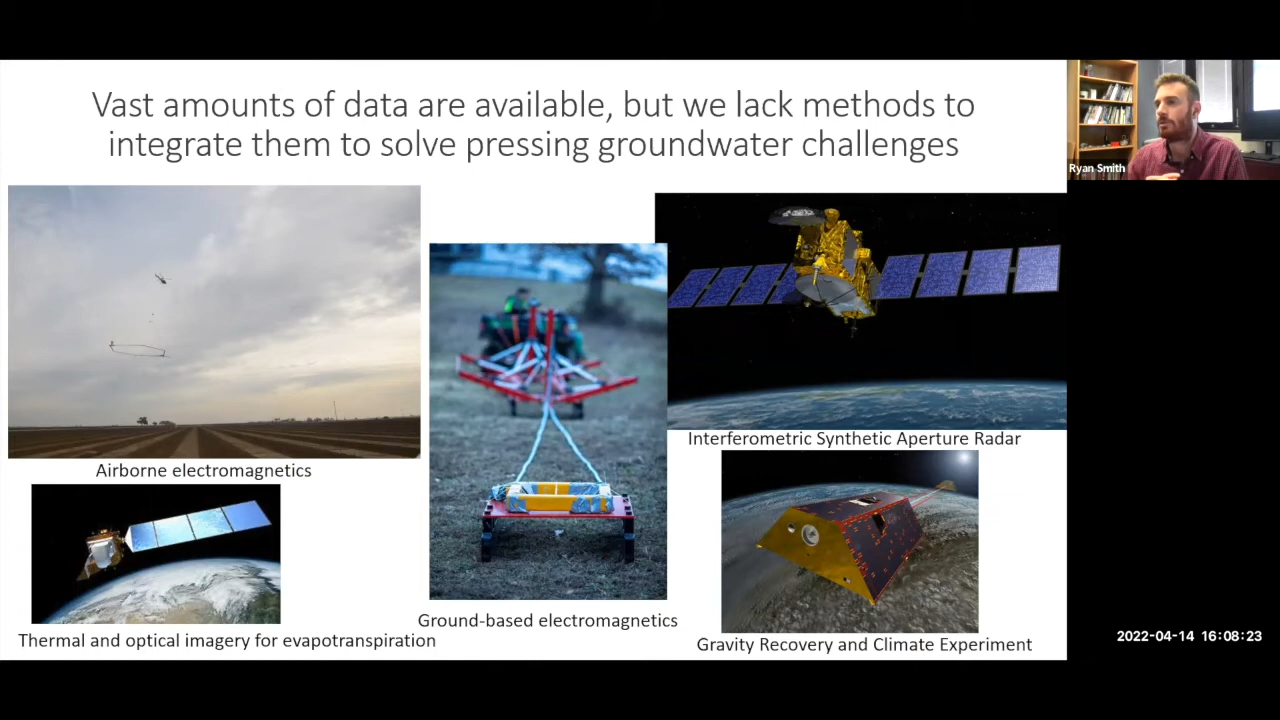 Vast amounts of data are available, but we lack methods to
integrate them to solve pressing groundwater challenges
Ryan Smith
Interferometric Synthetic Aperture Radar
Airborne electromagnetics
Ground-based electromagnetics
Thermal and optical imagery for evapotranspiration
Gravity Recovery and Climate Experiment
2022-04-14 16:08:23